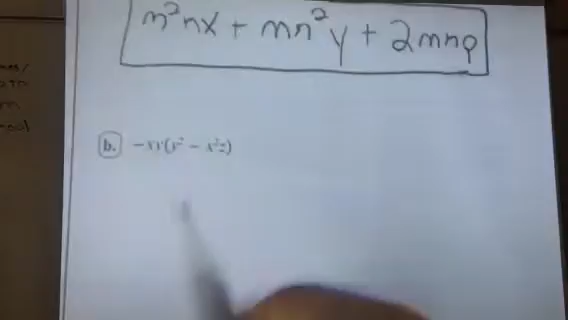 m²nx + mn²y + 2mnp
b. −xy(y² − x²z)